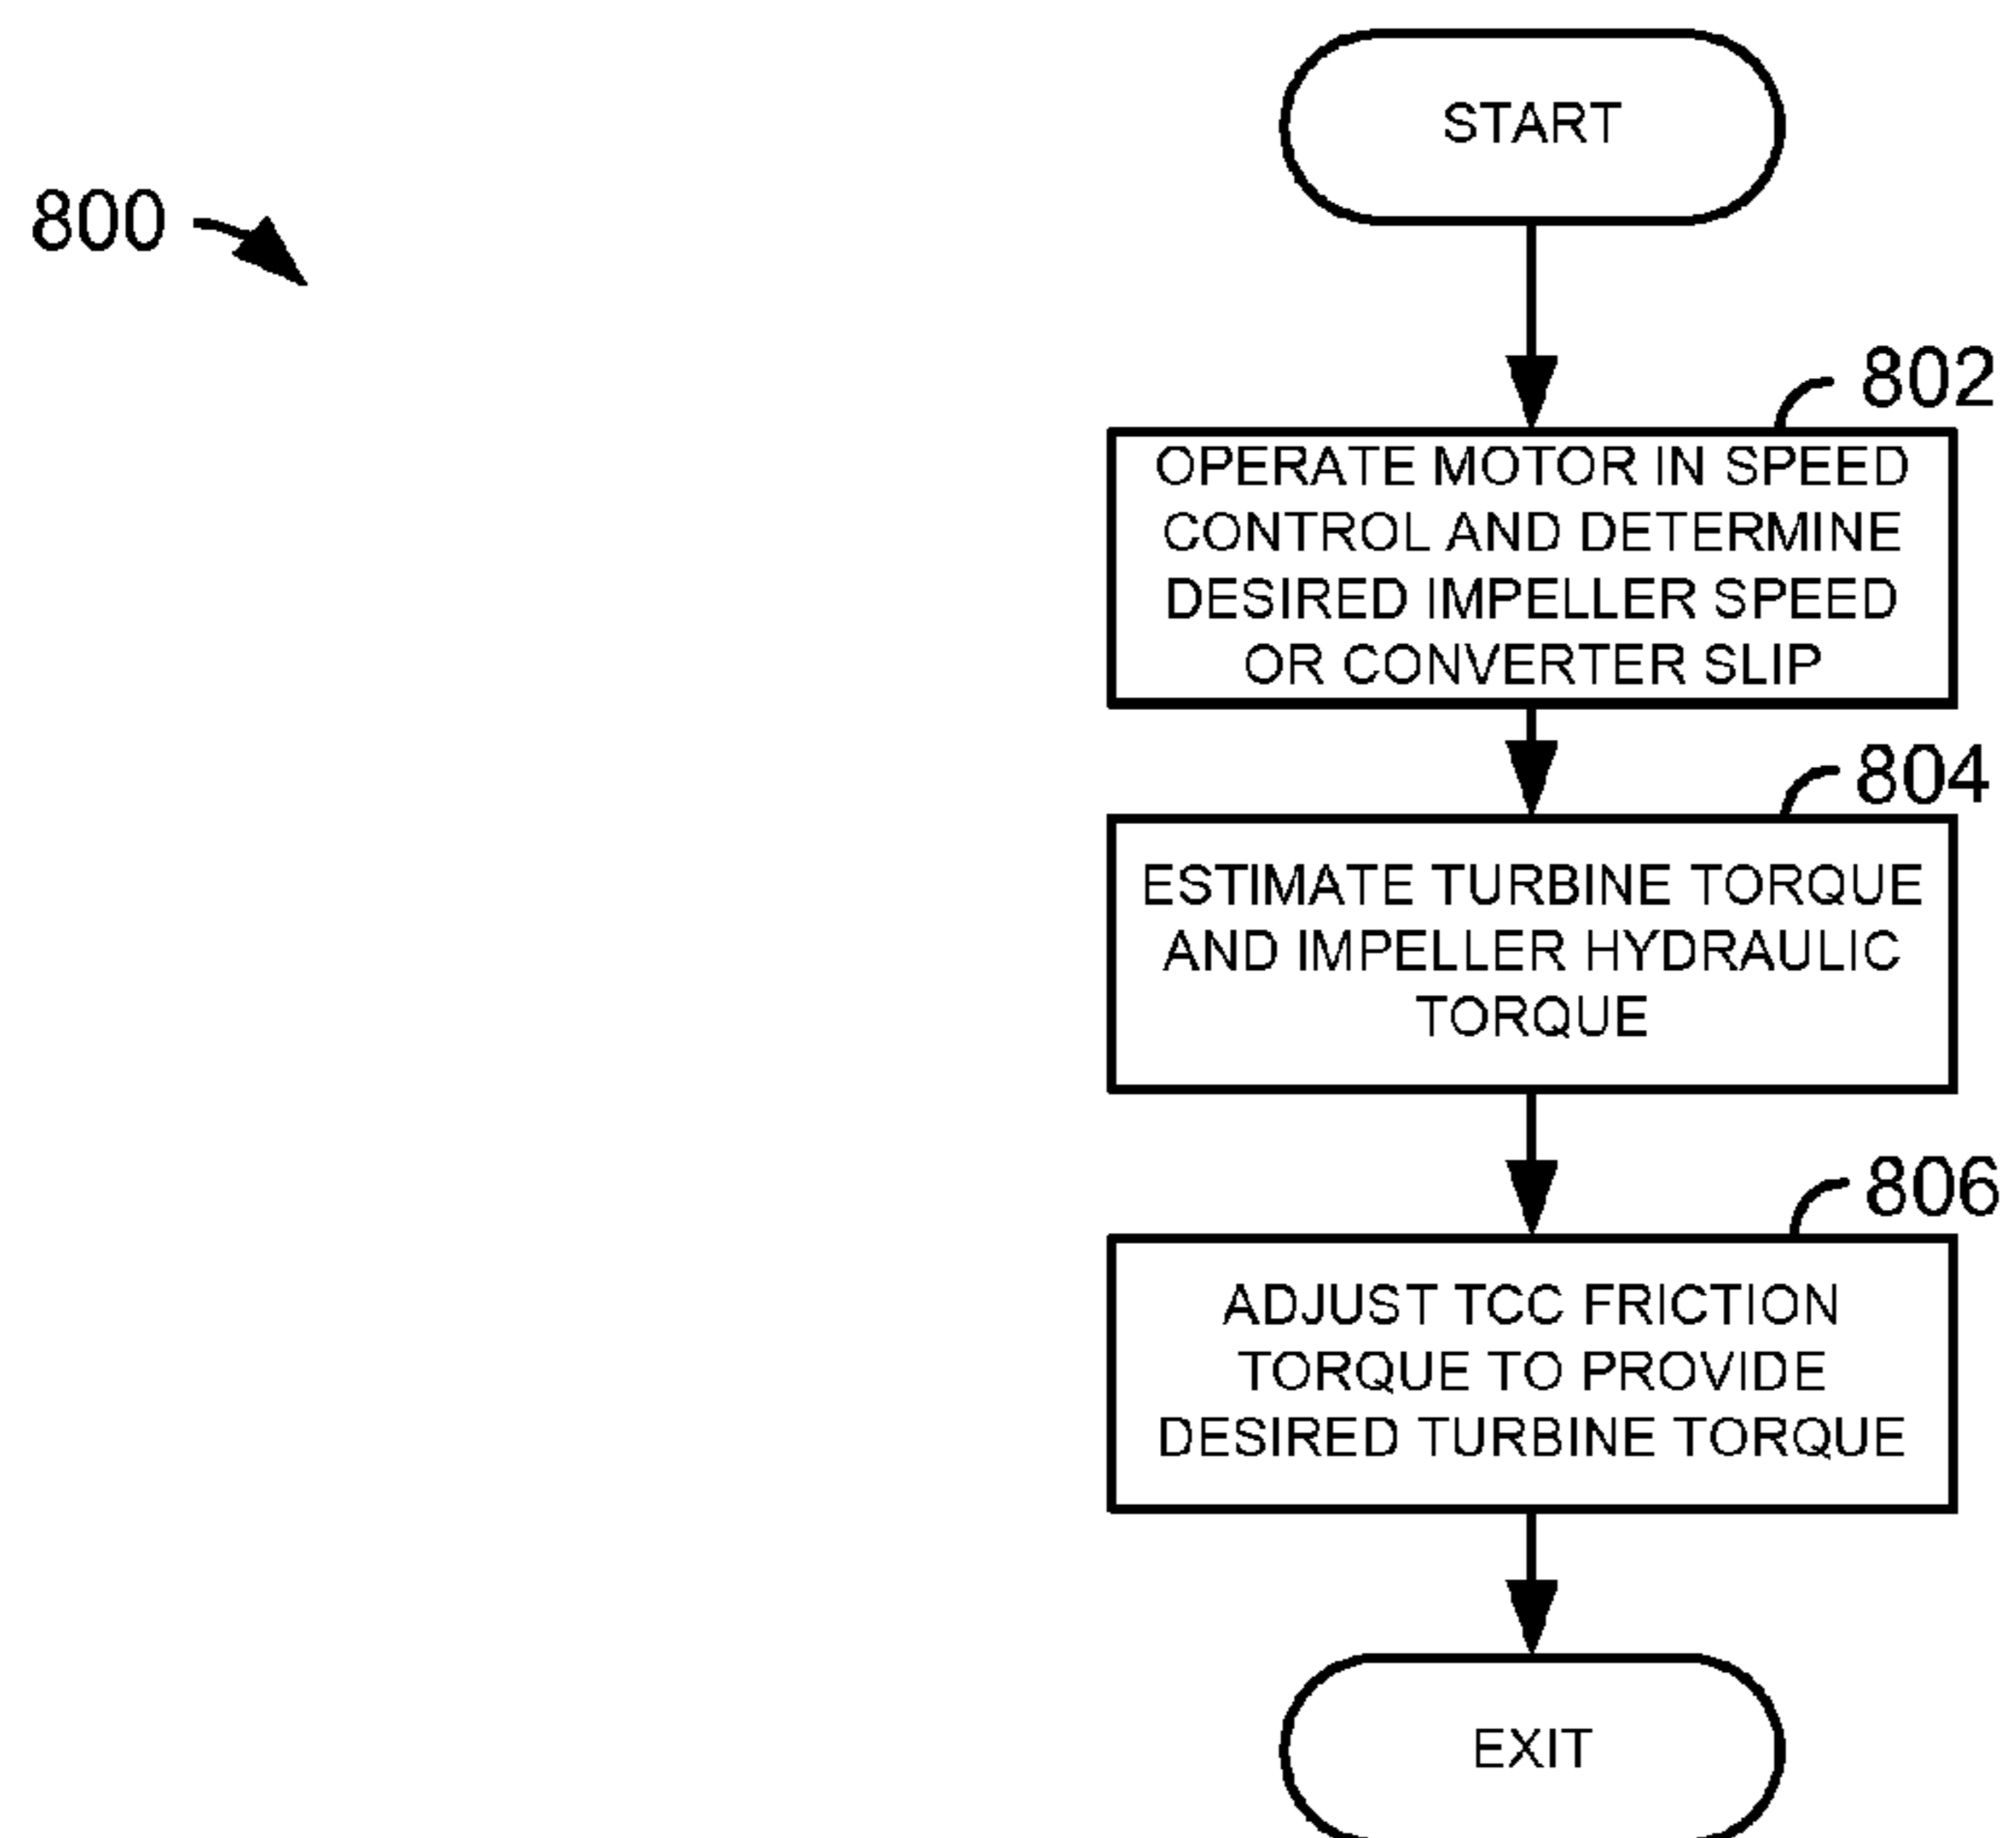 START
800
802
OPERATE MOTOR IN SPEED
CONTROL AND DETERMINE
DESIRED IMPELLER SPEED
OR CONVERTER SLIP
804
ESTIMATE TURBINE TORQUE
AND IMPELLER HYDRAULIC
TORQUE
806
ADJUST TCC FRICTION
TORQUE TO PROVIDE
DESIRED TURBINE TORQUE
EXIT